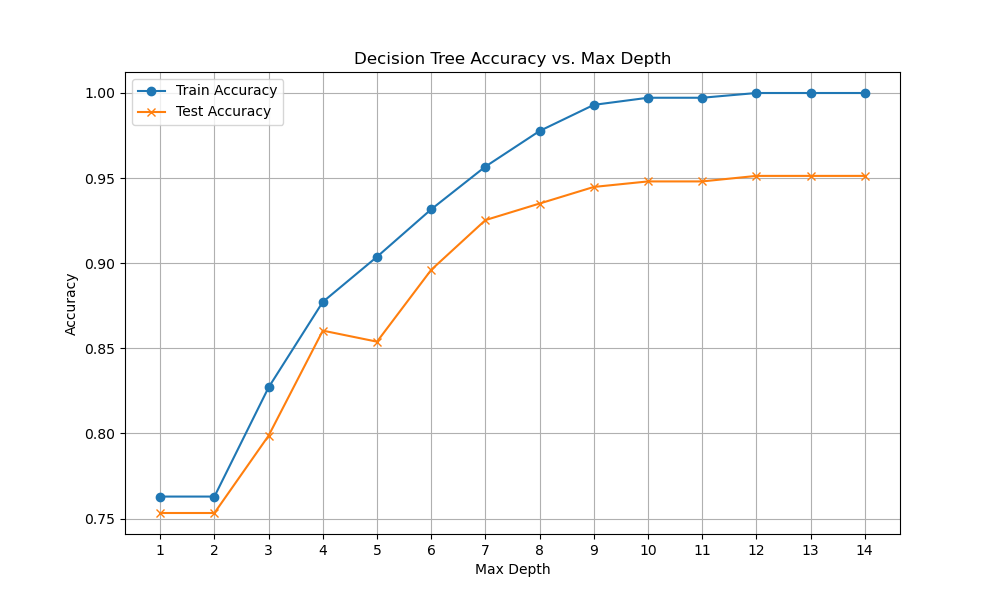 Decision Tree Accuracy vs. Max Depth
Train Accuracy
Test Accuracy
1.00
0.95
0.90
0.85
0.80
0.75
Accuracy
1 2 3 4 5 6 7 8 9 10 11 12 13 14
Max Depth